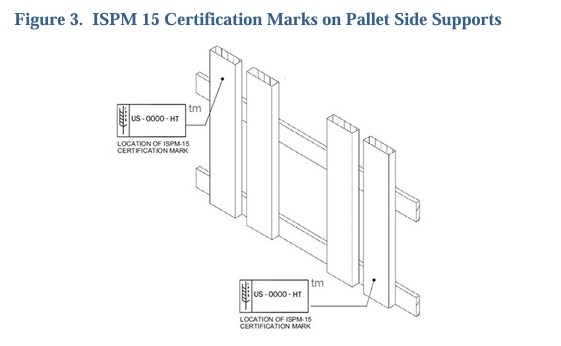 Figure 3. ISPM 15 Certification Marks on Pallet Side Supports
tm
US - 0000 - HT
LOCATION OF ISPM-15
CERTIFICATION MARK
tm
US - 0000 - HT
LOCATION OF ISPM-15
CERTIFICATION MARK